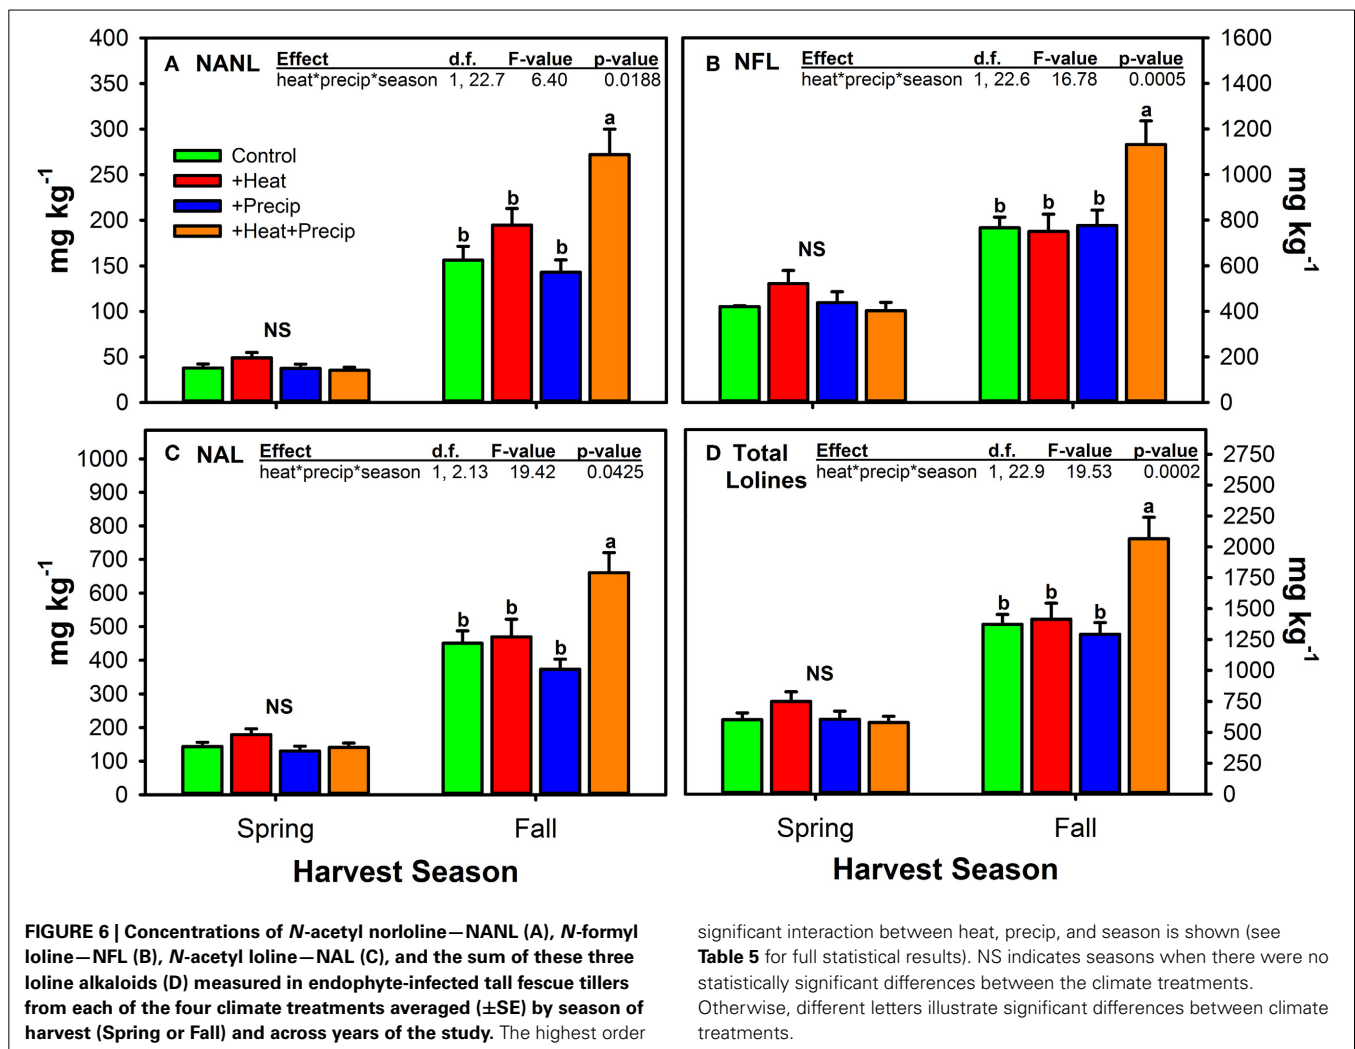 A NANL
Effect d.f. F-value p-value
heat*precip*season 1, 22.7 6.40 0.0188
400
350
300
250
200
150
100
50
0
mg kg-1
Control
+Heat
+Precip
+Heat+Precip
NS
b
b
b
a
B NFL
Effect d.f. F-value p-value
heat*precip*season 1, 22.6 16.78 0.0005
1600
1400
1200
1000
800
600
400
200
0
mg kg-1
NS
b
b
b
a
C NAL
Effect d.f. F-value p-value
heat*precip*season 1, 2.13 19.42 0.0425
1000
900
800
700
600
500
400
300
200
100
0
mg kg-1
NS
b
b
b
a
Spring Fall
Harvest Season
D Total
Lolines
Effect d.f. F-value p-value
heat*precip*season 1, 22.9 19.53 0.0002
2750
2500
2250
2000
1750
1500
1250
1000
750
500
250
0
mg kg-1
NS
b
b
b
a
Spring Fall
Harvest Season
FIGURE 6 | Concentrations of N-acetyl norloline—NANL (A), N-formyl
loline—NFL (B), N-acetyl loline—NAL (C), and the sum of these three
loline alkaloids (D) measured in endophyte-infected tall fescue tillers
from each of the four climate treatments averaged (±SE) by season of
harvest (Spring or Fall) and across years of the study. The highest order
significant interaction between heat, precip, and season is shown (see
Table 5 for full statistical results). NS indicates seasons when there were no
statistically significant differences between the climate treatments.
Otherwise, different letters illustrate significant differences between climate
treatments.